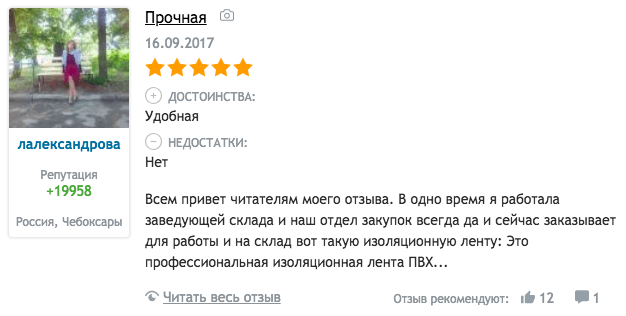 Прочная
16.09.2017
ДОСТОИНСТВА:
Удобная
НЕДОСТАТКИ:
Нет
лалександрова
Репутация
+19958
Россия, Чебоксары
Всем привет читателям моего отзыва. В одно время я работала
заведующей склада и наш отдел закупок всегда да и сейчас заказывает
для работы и на склад вот такую изоляционную ленту: Это
профессиональная изоляционная лента ПВХ...
Читать весь отзыв
Отзыв рекомендуют: 12 1